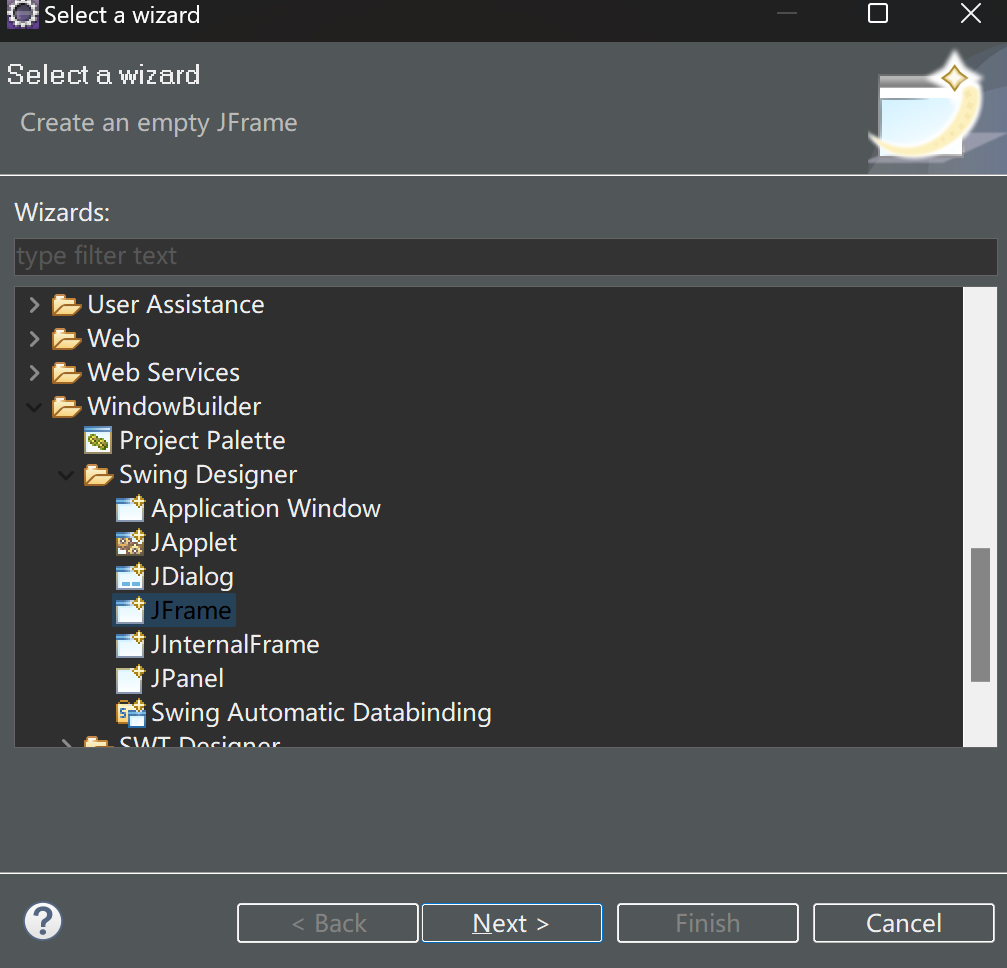 Select a wizard
Select a wizard
Create an empty JFrame
Wizards:
type filter text
User Assistance
Web
Web Services
WindowBuilder
Project Palette
Swing Designer
Application Window
JApplet
JDialog
JFrame
JInternalFrame
JPanel
Swing Automatic Databinding
SWT Designer
? < Back Next > Finish Cancel